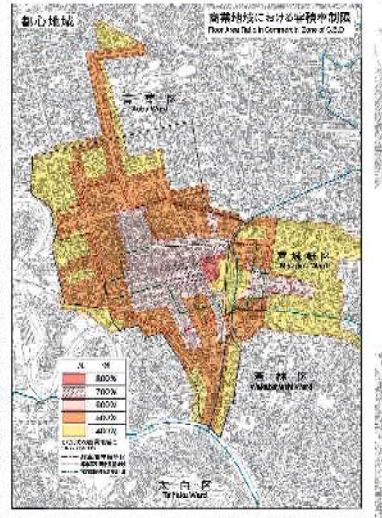 都心地域
商業地域における容積率制限
Floor Area Ratio in Commercial Zone of C.B.D
青葉区
Aoba Ward
宮城野区
Miyagino Ward
若林区
Wakabayashi Ward
凡例
800%
700%
600%
500%
400%
太白区
Taihaku Ward